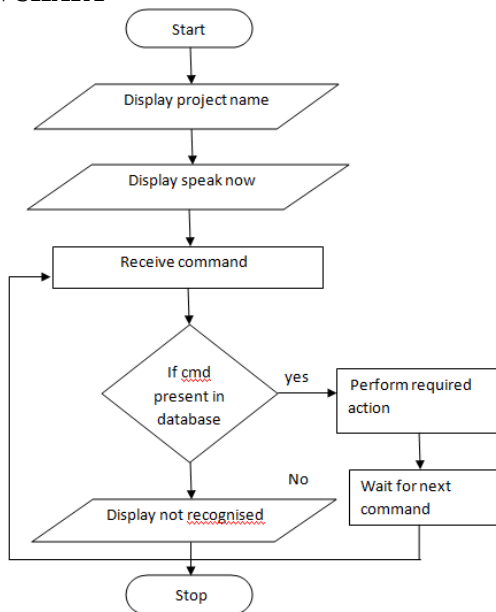 Start
Display project name
Display speak now
Receive command
If cmd
present in
database
yes
Perform required
action
No
Wait for next
command
Display not recognised
Stop